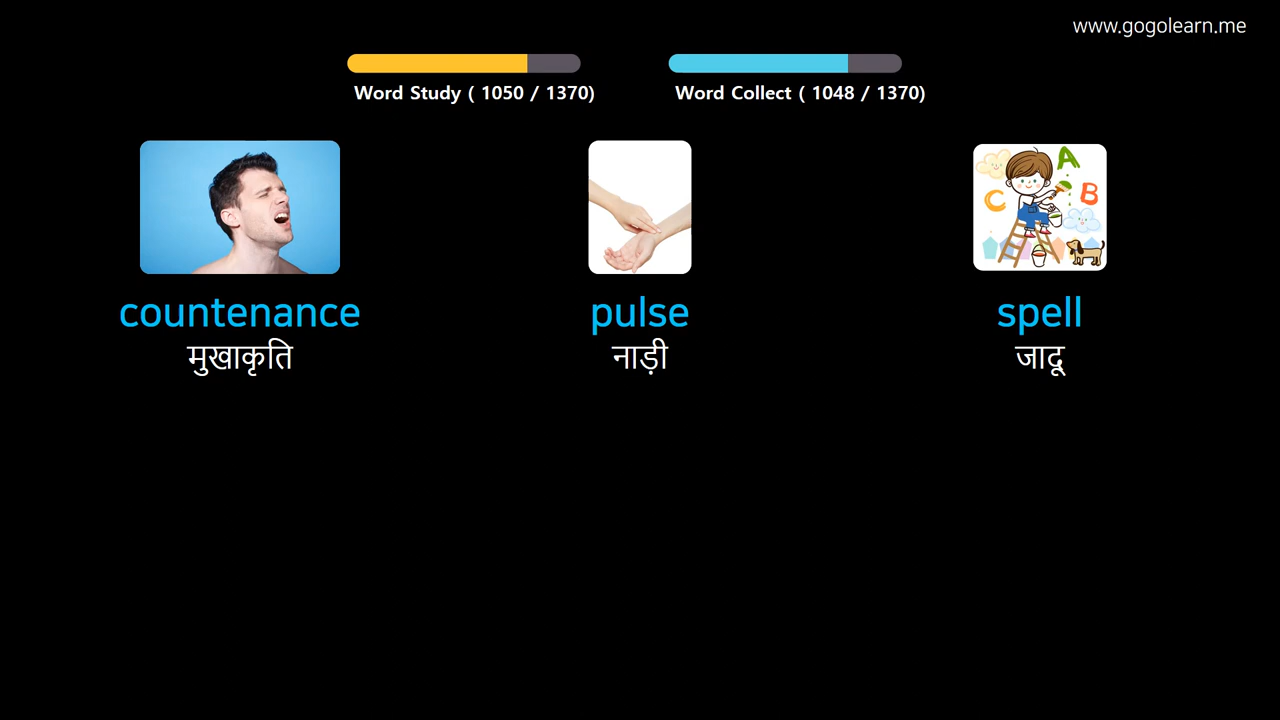 www.gogolearn.me
Word Study ( 1050 / 1370)
Word Collect ( 1048 / 1370)
A
B
C
countenance
pulse
spell
मुखाकृति
नाड़ी
जादू